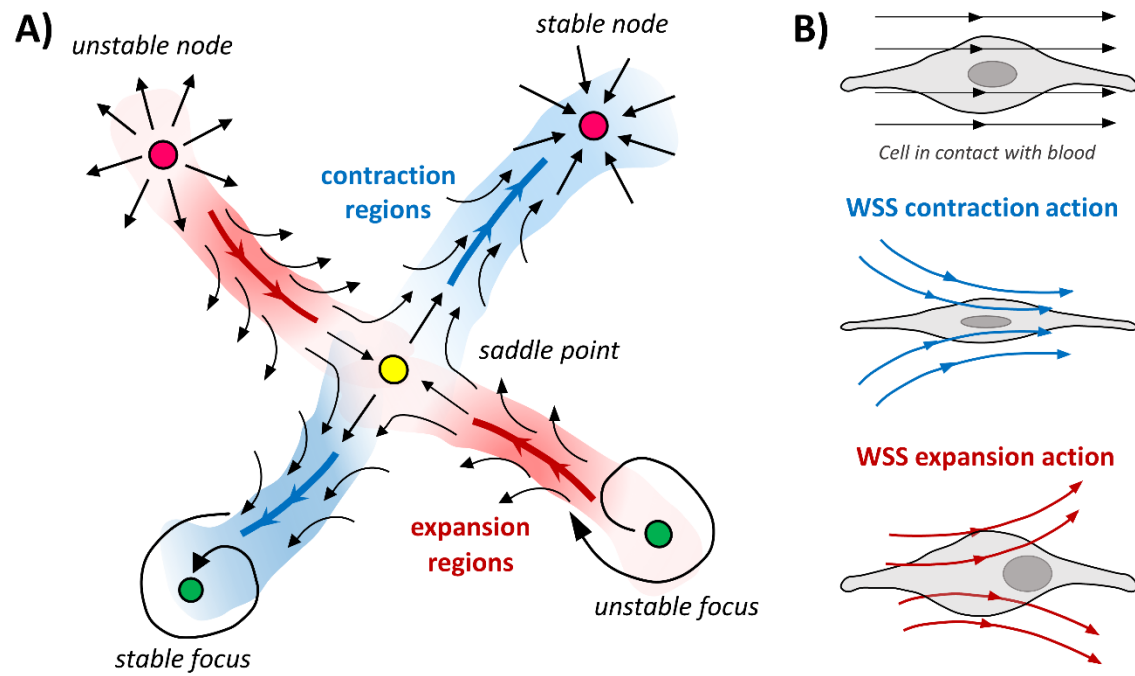 A)
unstable node
stable node
contraction
regions
saddle point
expansion
regions
unstable focus
stable focus
B)
Cell in contact with blood
WSS contraction action
WSS expansion action